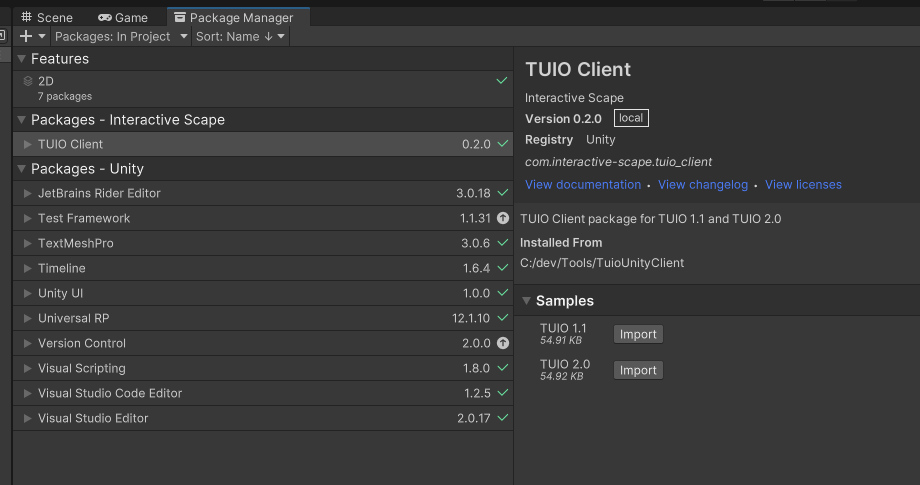 Scene Game Package Manager
Packages: In Project Sort: Name ↓
Features
2D
7 packages
Packages - Interactive Scape
TUIO Client 0.2.0
Packages - Unity
JetBrains Rider Editor 3.0.18
Test Framework 1.1.31
TextMeshPro 3.0.6
Timeline 1.6.4
Unity UI 1.0.0
Universal RP 12.1.10
Version Control 2.0.0
Visual Scripting 1.8.0
Visual Studio Code Editor 1.2.5
Visual Studio Editor 2.0.17
TUIO Client
Interactive Scape
Version 0.2.0 local
Registry Unity
com.interactive-scape.tuio_client
View documentation • View changelog • View licenses
TUIO Client package for TUIO 1.1 and TUIO 2.0
Installed From
C:/dev/Tools/TuioUnityClient
Samples
TUIO 1.1 Import
54.91 KB
TUIO 2.0 Import
54.92 KB